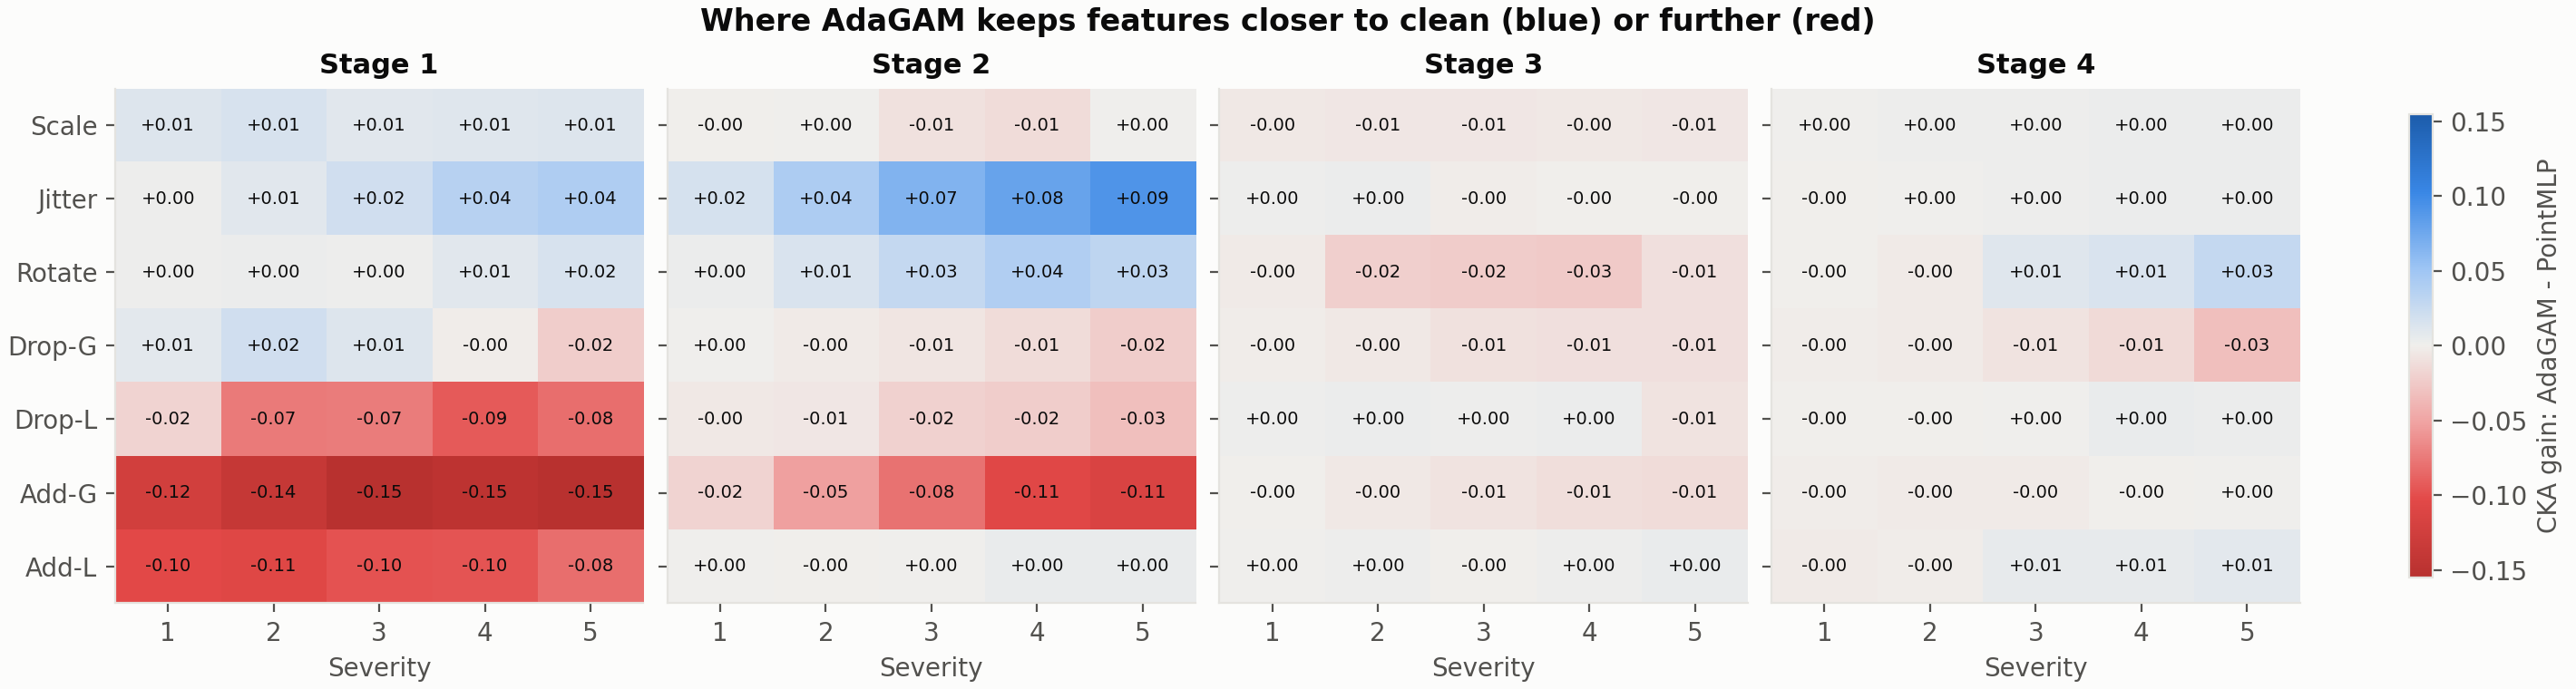 Where AdaGAM keeps features closer to clean (blue) or further (red)
Stage 1 Stage 2 Stage 3 Stage 4
Scale +0.01 +0.01 +0.01 +0.01 +0.01 -0.00 +0.00 -0.01 -0.01 +0.00 -0.00 -0.01 -0.01 -0.00 -0.01 +0.00 +0.00 +0.00 +0.00 +0.00
Jitter +0.00 +0.01 +0.02 +0.04 +0.04 +0.02 +0.04 +0.07 +0.08 +0.09 +0.00 +0.00 -0.00 -0.00 -0.00 -0.00 +0.00 +0.00 +0.00 +0.00
Rotate +0.00 +0.00 +0.00 +0.01 +0.02 +0.00 +0.01 +0.03 +0.04 +0.03 -0.00 -0.02 -0.02 -0.03 -0.01 -0.00 -0.00 +0.01 +0.01 +0.03
Drop-G +0.01 +0.02 +0.01 -0.00 -0.02 +0.00 -0.00 -0.01 -0.01 -0.02 -0.00 -0.00 -0.01 -0.01 -0.01 -0.00 -0.00 -0.01 -0.01 -0.03
Drop-L -0.02 -0.07 -0.07 -0.09 -0.08 -0.00 -0.01 -0.02 -0.02 -0.03 +0.00 +0.00 +0.00 +0.00 -0.01 -0.00 -0.00 +0.00 +0.00 +0.00
Add-G -0.12 -0.14 -0.15 -0.15 -0.15 -0.02 -0.05 -0.08 -0.11 -0.11 -0.00 -0.00 -0.01 -0.01 -0.01 -0.00 -0.00 -0.00 -0.00 +0.00
Add-L -0.10 -0.11 -0.10 -0.10 -0.08 +0.00 -0.00 +0.00 +0.00 +0.00 +0.00 +0.00 -0.00 +0.00 +0.00 -0.00 -0.00 +0.01 +0.01 +0.01
1 2 3 4 5 1 2 3 4 5 1 2 3 4 5 1 2 3 4 5
Severity Severity Severity Severity
0.15
0.10
0.05
0.00
−0.05
−0.10
−0.15
CKA gain: AdaGAM - PointMLP